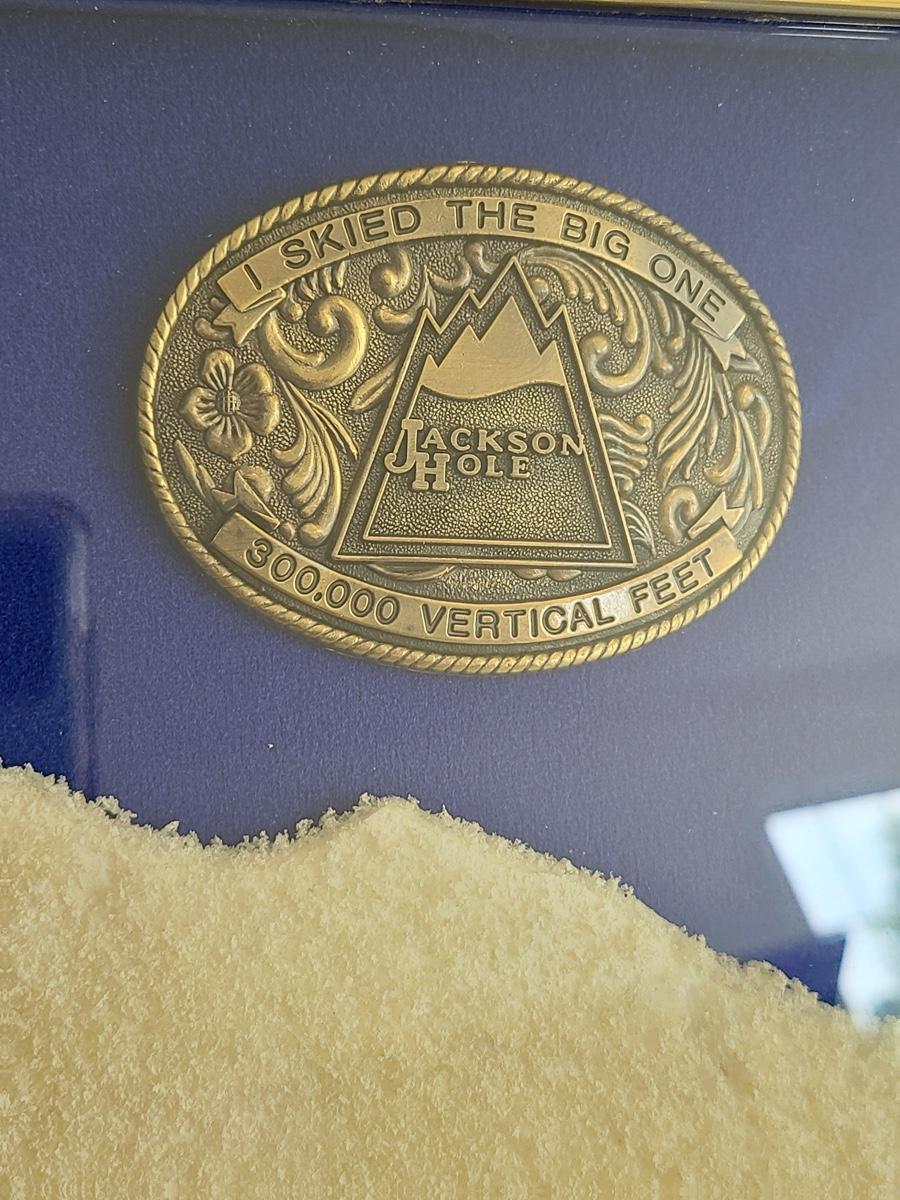 I SKIED THE BIG ONE
JACKSON
HOLE
300,000 VERTICAL FEET